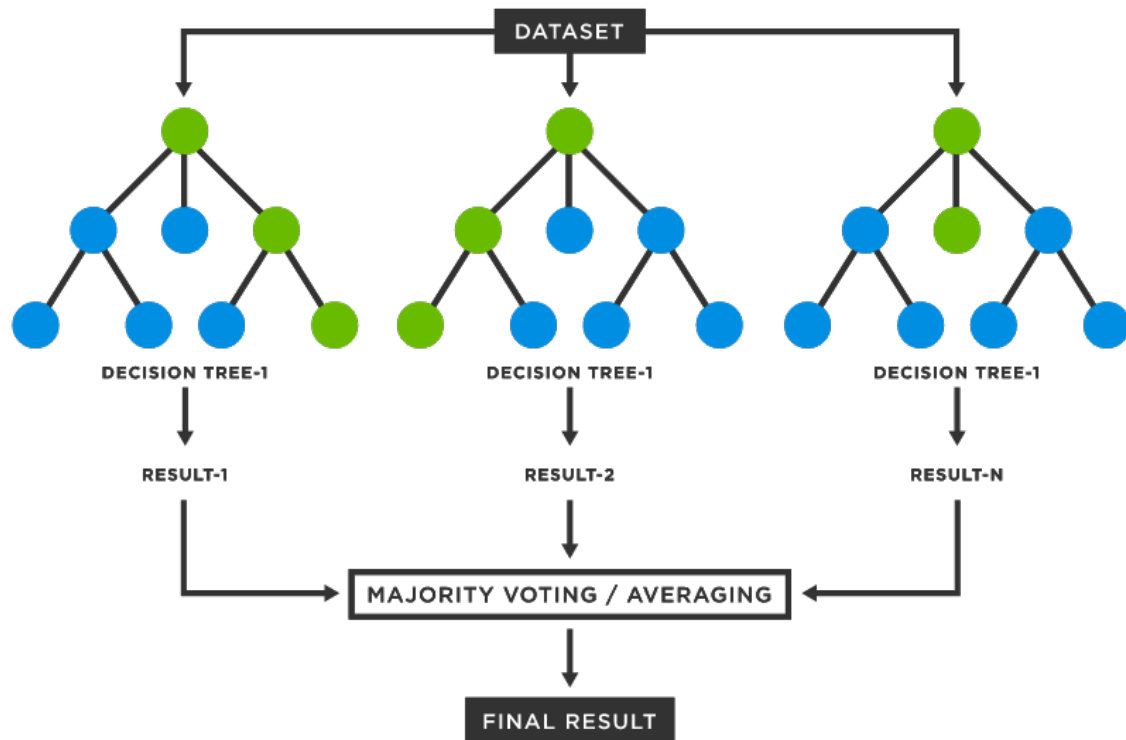 DATASET
DECISION TREE-1
DECISION TREE-1
DECISION TREE-1
RESULT-1
RESULT-2
RESULT-N
MAJORITY VOTING / AVERAGING
FINAL RESULT